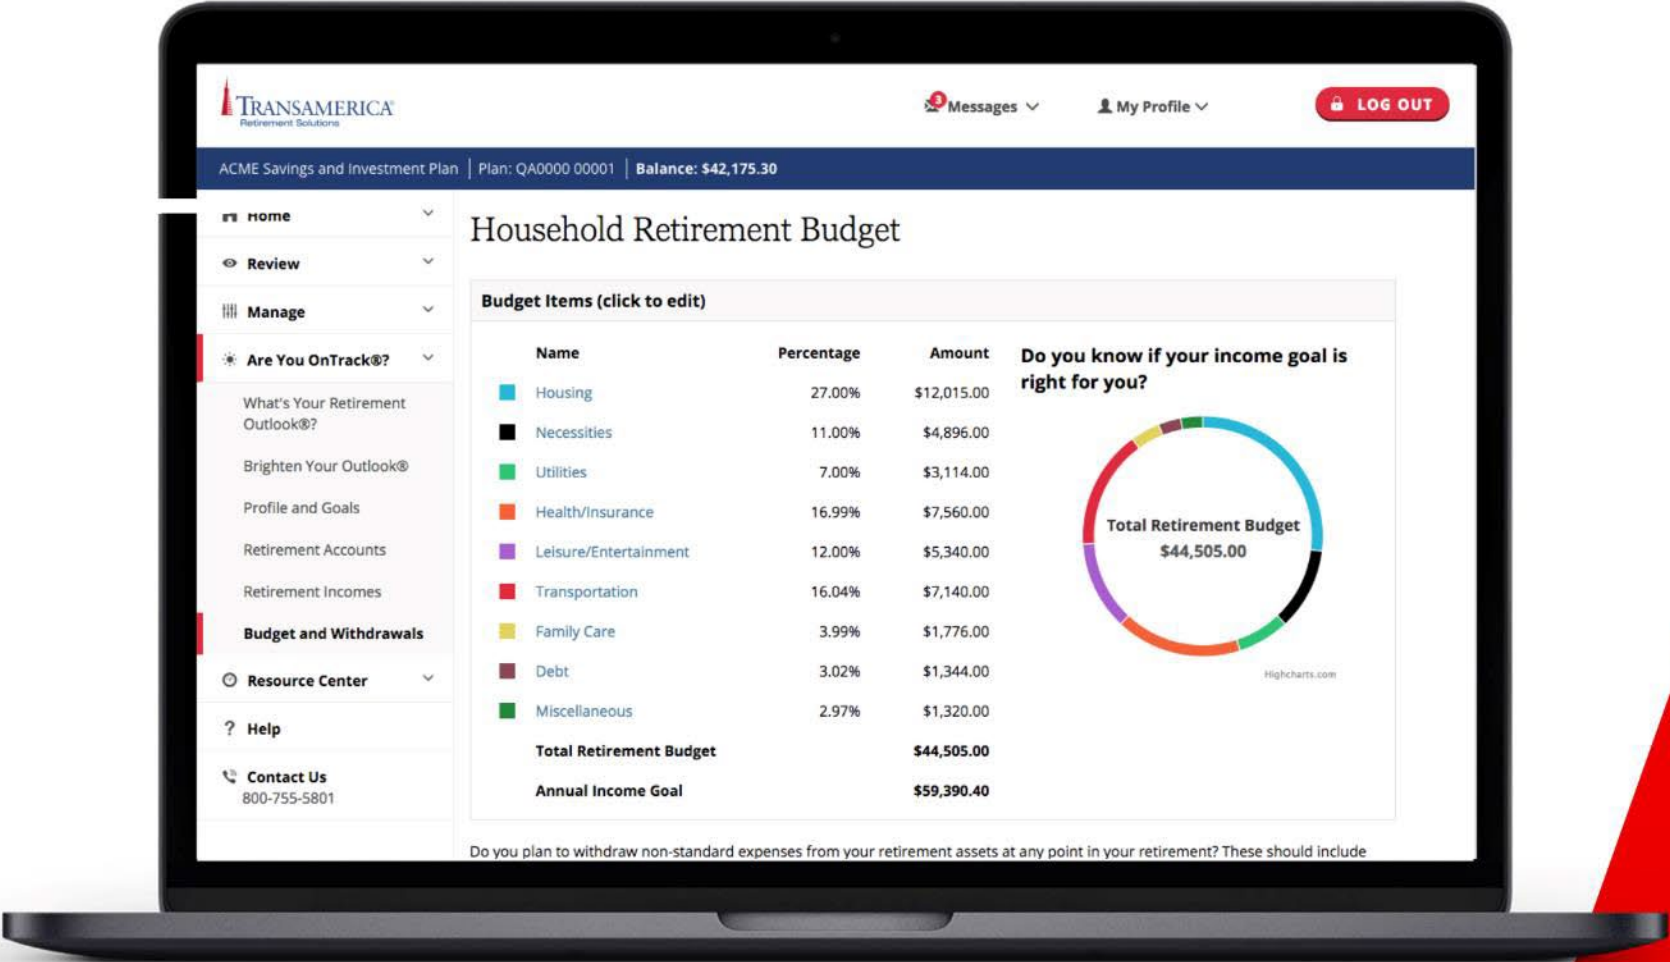 TRANSAMERICA®
Retirement Solutions
3
Messages
My Profile
LOG OUT
ACME Savings and Investment Plan | Plan: QA0000 00001 | Balance: $42,175.30
Home
Review
Manage
Are You OnTrack®?
What's Your Retirement
Outlook®?
Brighten Your Outlook®
Profile and Goals
Retirement Accounts
Retirement Incomes
Budget and Withdrawals
Resource Center
? Help
Contact Us
800-755-5801
Household Retirement Budget
Budget Items (click to edit)
Name Percentage Amount
Housing 27.00% $12,015.00
Necessities 11.00% $4,896.00
Utilities 7.00% $3,114.00
Health/Insurance 16.99% $7,560.00
Leisure/Entertainment 12.00% $5,340.00
Transportation 16.04% $7,140.00
Family Care 3.99% $1,776.00
Debt 3.02% $1,344.00
Miscellaneous 2.97% $1,320.00
Total Retirement Budget $44,505.00
Annual Income Goal $59,390.40
Do you know if your income goal is
right for you?
Total Retirement Budget
$44,505.00
Highcharts.com
Do you plan to withdraw non-standard expenses from your retirement assets at any point in your retirement? These should include